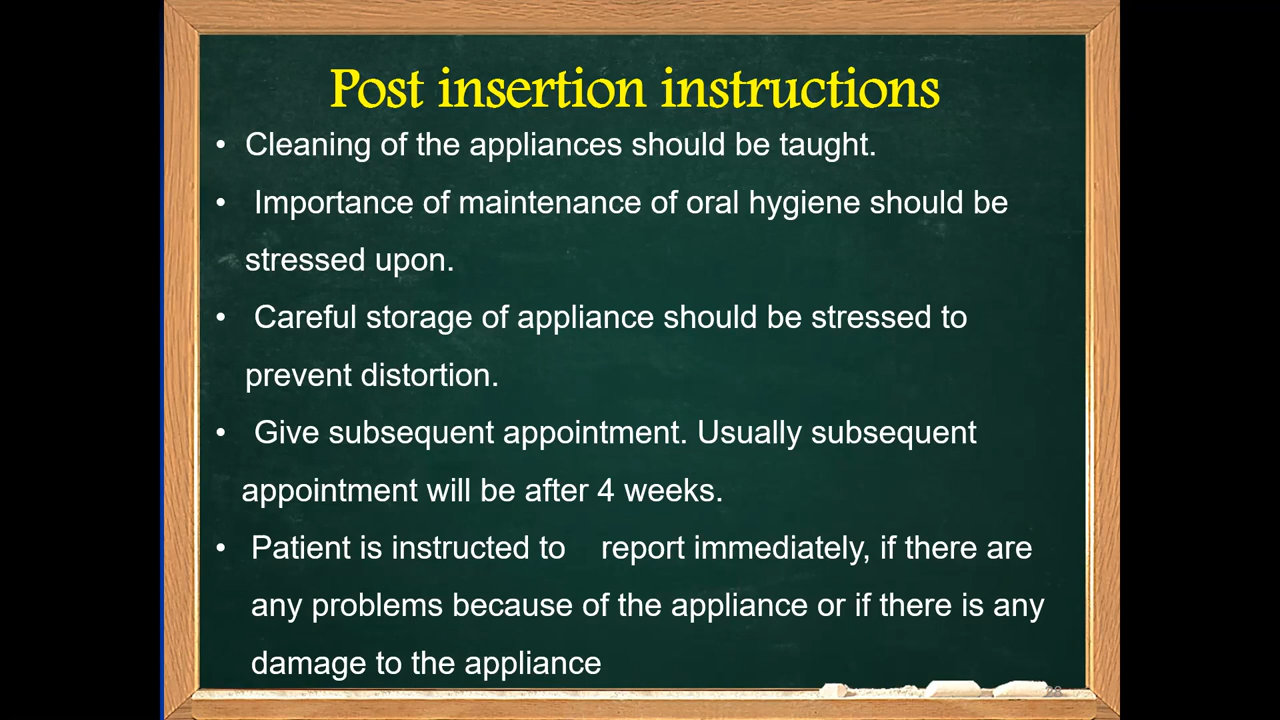 Post insertion instructions
• Cleaning of the appliances should be taught.
• Importance of maintenance of oral hygiene should be
stressed upon.
• Careful storage of appliance should be stressed to
prevent distortion.
• Give subsequent appointment. Usually subsequent
appointment will be after 4 weeks.
• Patient is instructed to report immediately, if there are
any problems because of the appliance or if there is any
damage to the appliance